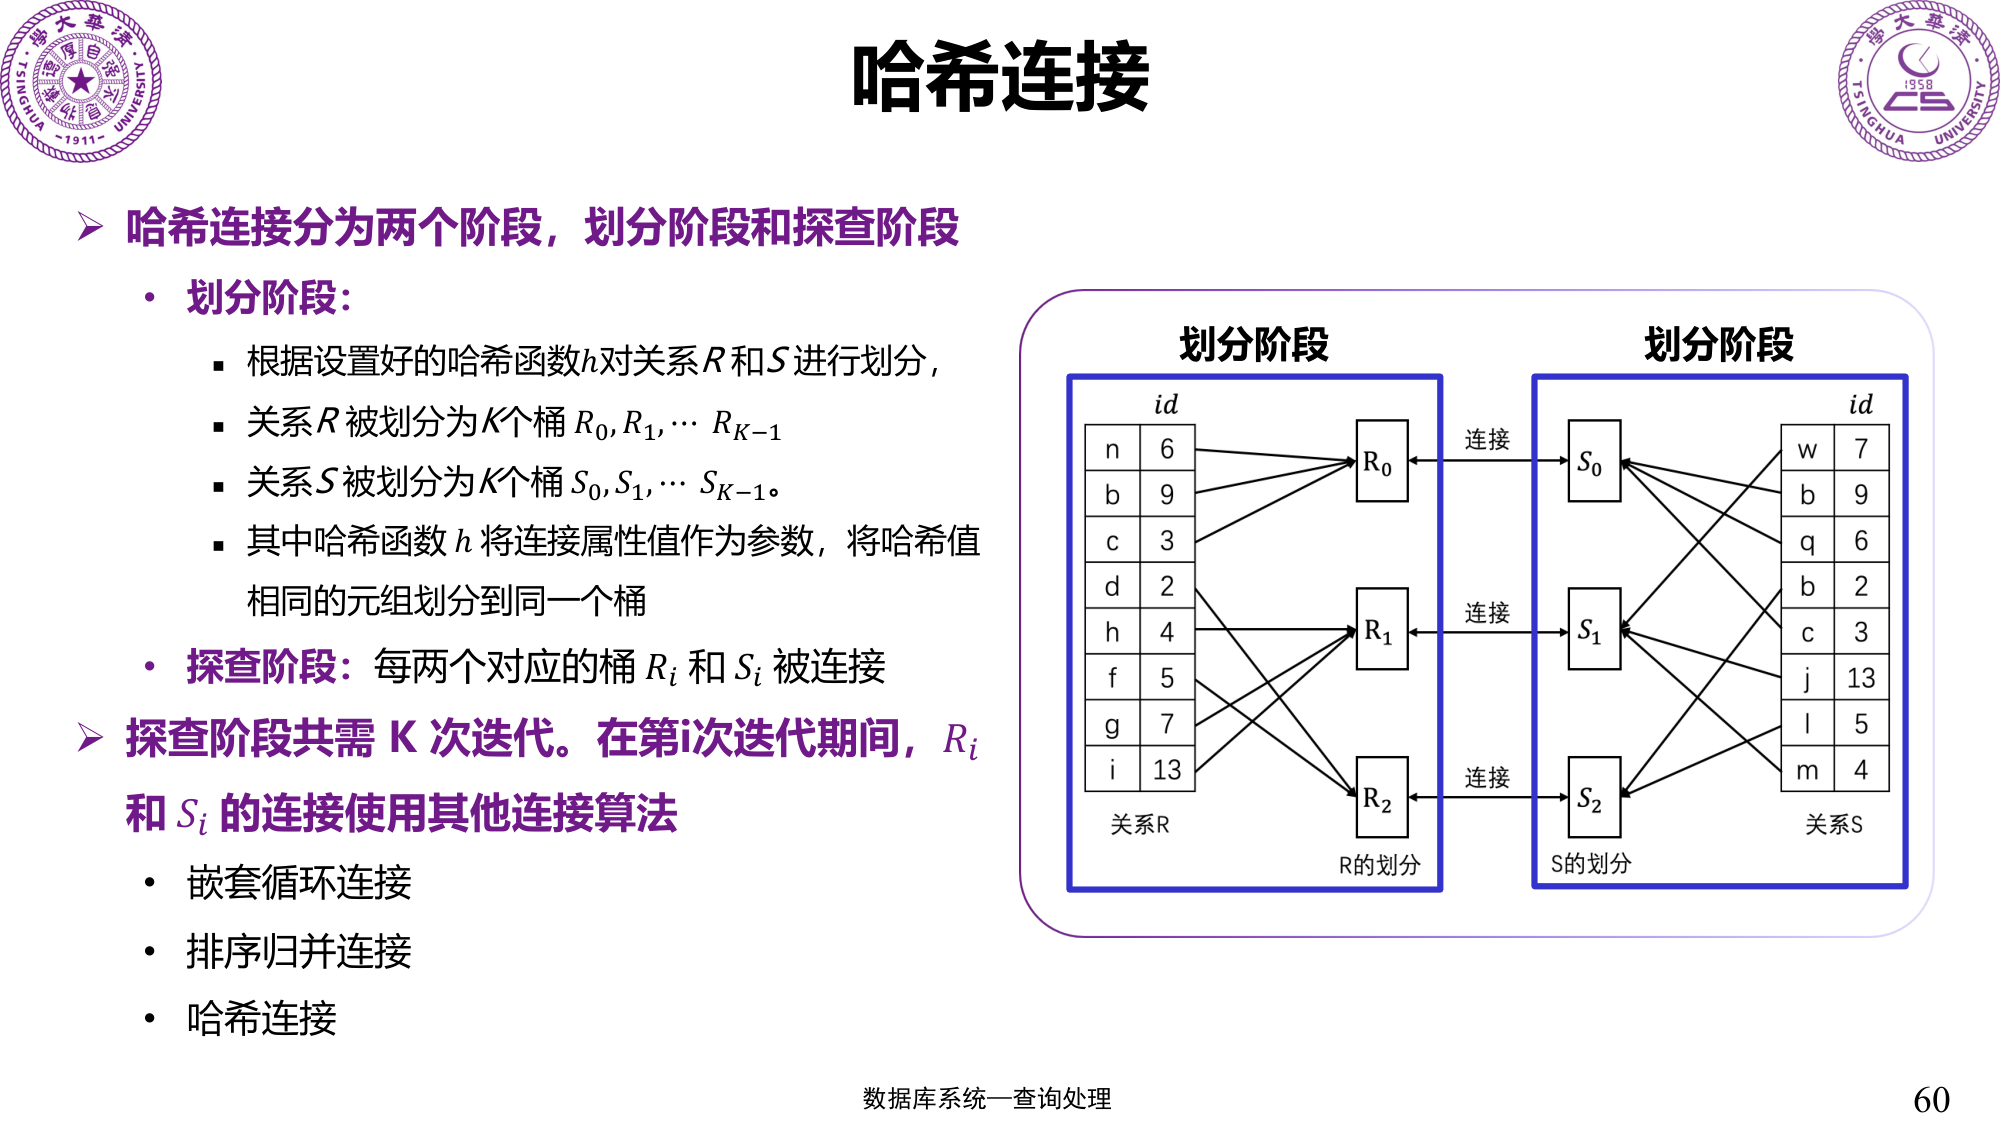 哈希连接
➢ 哈希连接分为两个阶段，划分阶段和探查阶段
• 划分阶段：
▪ 根据设置好的哈希函数h对关系R 和S 进行划分，
▪ 关系R 被划分为K个桶 R₀, R₁, ⋯ R_{K−1}
▪ 关系S 被划分为K个桶 S₀, S₁, ⋯ S_{K−1}。
▪ 其中哈希函数 h 将连接属性值作为参数，将哈希值
相同的元组划分到同一个桶
• 探查阶段：每两个对应的桶 Rᵢ 和 Sᵢ 被连接
➢ 探查阶段共需 K 次迭代。在第i次迭代期间，Rᵢ
和 Sᵢ 的连接使用其他连接算法
• 嵌套循环连接
• 排序归并连接
• 哈希连接
划分阶段
id
n 6
b 9
c 3
d 2
h 4
f 5
g 7
i 13
关系R
R₀
R₁
R₂
R的划分
连接
连接
连接
划分阶段
S₀
S₁
S₂
S的划分
id
w 7
b 9
q 6
b 2
c 3
j 13
l 5
m 4
关系S
数据库系统—查询处理
60
TSINGHUA UNIVERSITY
-1911-
1958
TSINGHUA UNIVERSITY